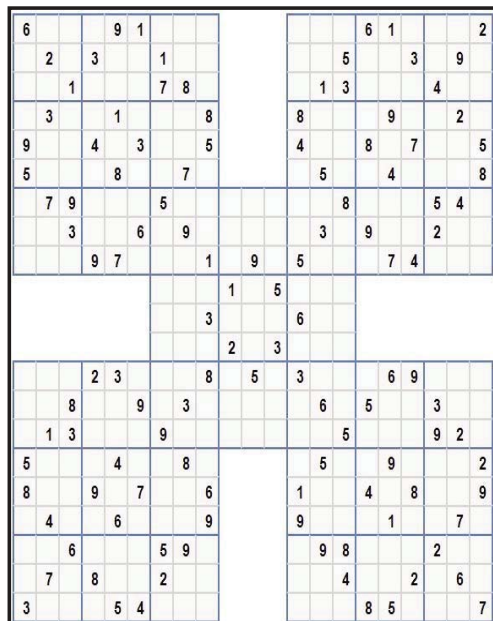 6 9 1 6 1 2
2 3 1 5 3 9
1 7 8 1 3 4
3 1 8 8 9 2
9 4 3 5 4 8 7 5
5 8 7 5 4 8
7 9 5 8 5 4
3 6 9 3 9 2
9 7 1 9 5 7 4
1 5
3 6
2 3
2 3 8 5 3 6 9
8 9 3 6 5 3
1 3 9 5 9 2
5 4 8 5 9 2
8 9 7 6 1 4 8 9
4 6 9 9 1 7
6 5 9 9 8 2
7 8 2 4 2 6
3 5 4 8 5 7